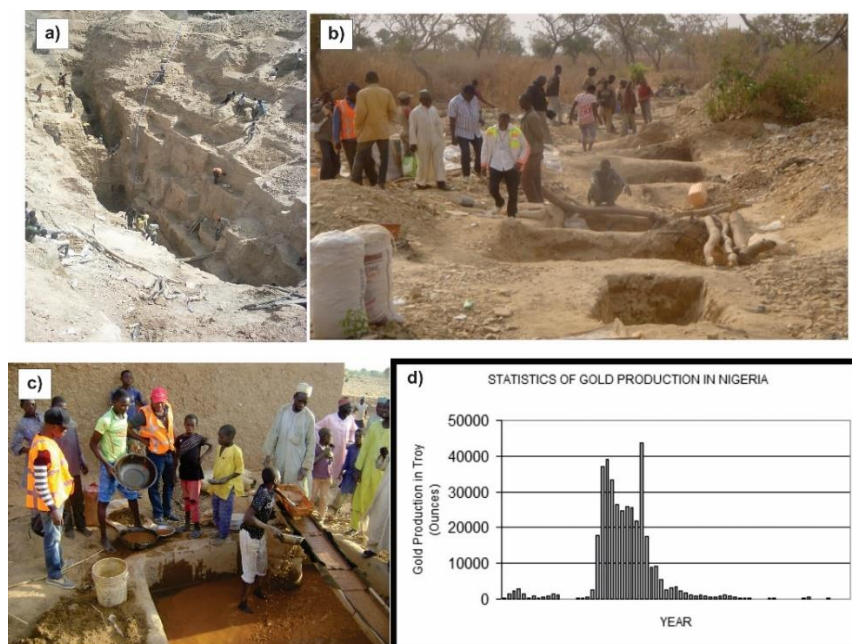 a)
b)
c)
d)
STATISTICS OF GOLD PRODUCTION IN NIGERIA
50000
40000
30000
20000
10000
0
Gold Production in Troy
(Ounces)
YEAR